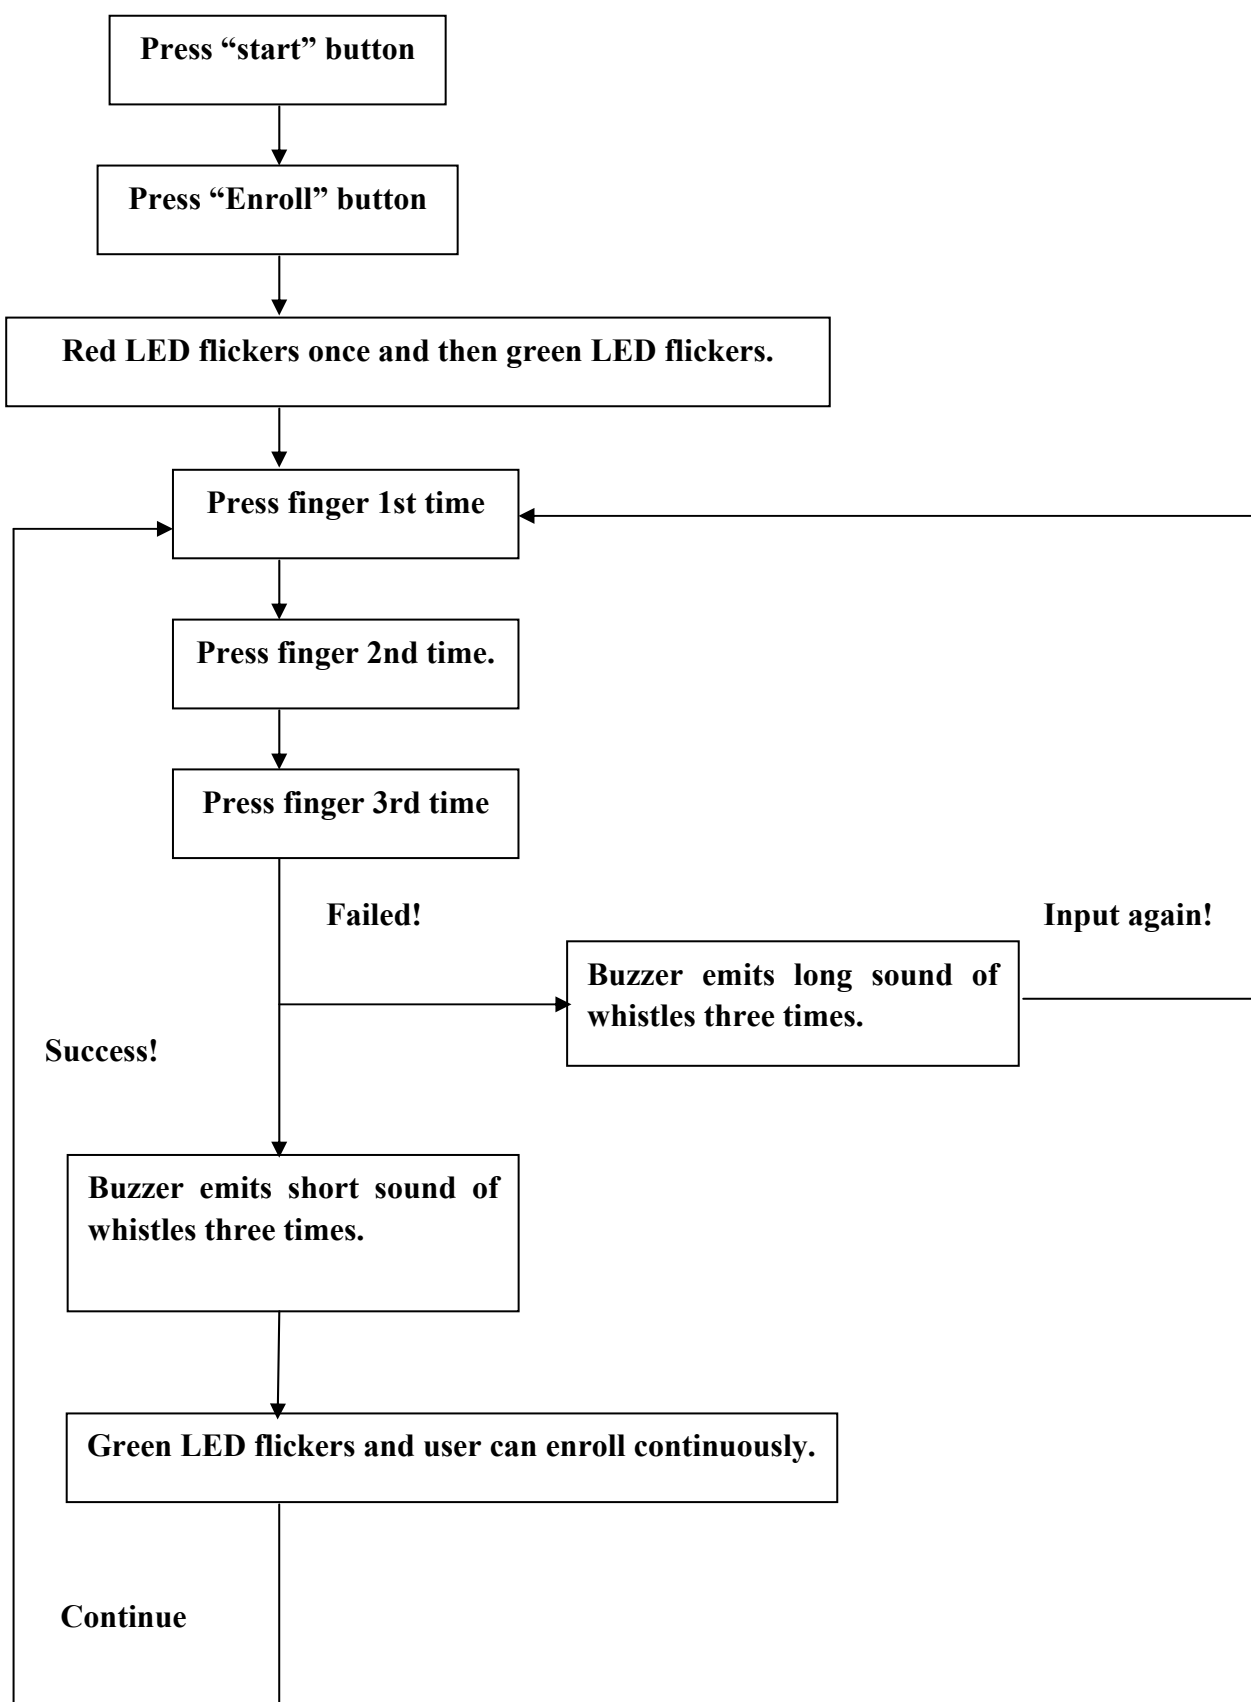 Press “start” button
Press “Enroll” button
Red LED flickers once and then green LED flickers.
Press finger 1st time
Press finger 2nd time.
Press finger 3rd time
Failed!
Input again!
Buzzer emits long sound of
whistles three times.
Success!
Buzzer emits short sound of
whistles three times.
Green LED flickers and user can enroll continuously.
Continue